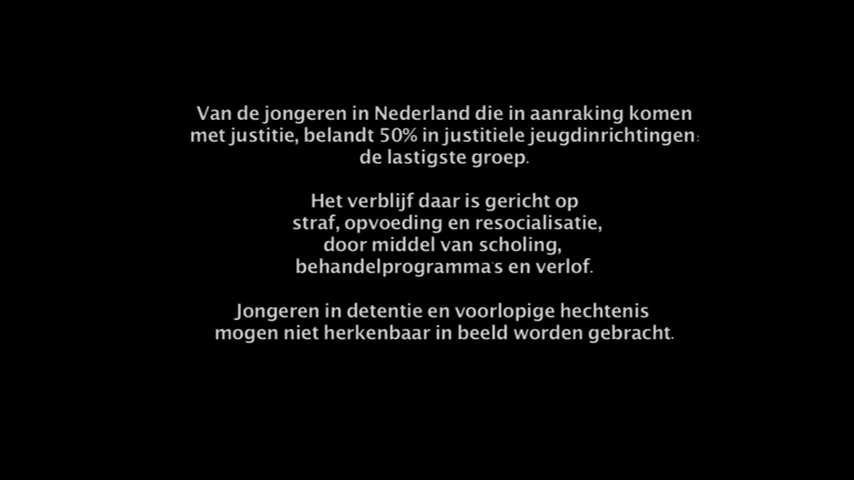 Van de jongeren in Nederland die in aanraking komen
met justitie, belandt 50% in justitiele jeugdinrichtingen:
de lastigste groep.
Het verblijf daar is gericht op
straf, opvoeding en resocialisatie,
door middel van scholing,
behandelprogramma's en verlof.
Jongeren in detentie en voorlopige hechtenis
mogen niet herkenbaar in beeld worden gebracht.